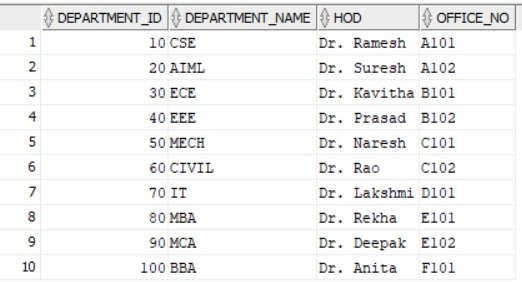 DEPARTMENT_ID DEPARTMENT_NAME HOD OFFICE_NO
1 10 CSE Dr. Ramesh A101
2 20 AIML Dr. Suresh A102
3 30 ECE Dr. Kavitha B101
4 40 EEE Dr. Prasad B102
5 50 MECH Dr. Naresh C101
6 60 CIVIL Dr. Rao C102
7 70 IT Dr. Lakshmi D101
8 80 MBA Dr. Rekha E101
9 90 MCA Dr. Deepak E102
10 100 BBA Dr. Anita F101